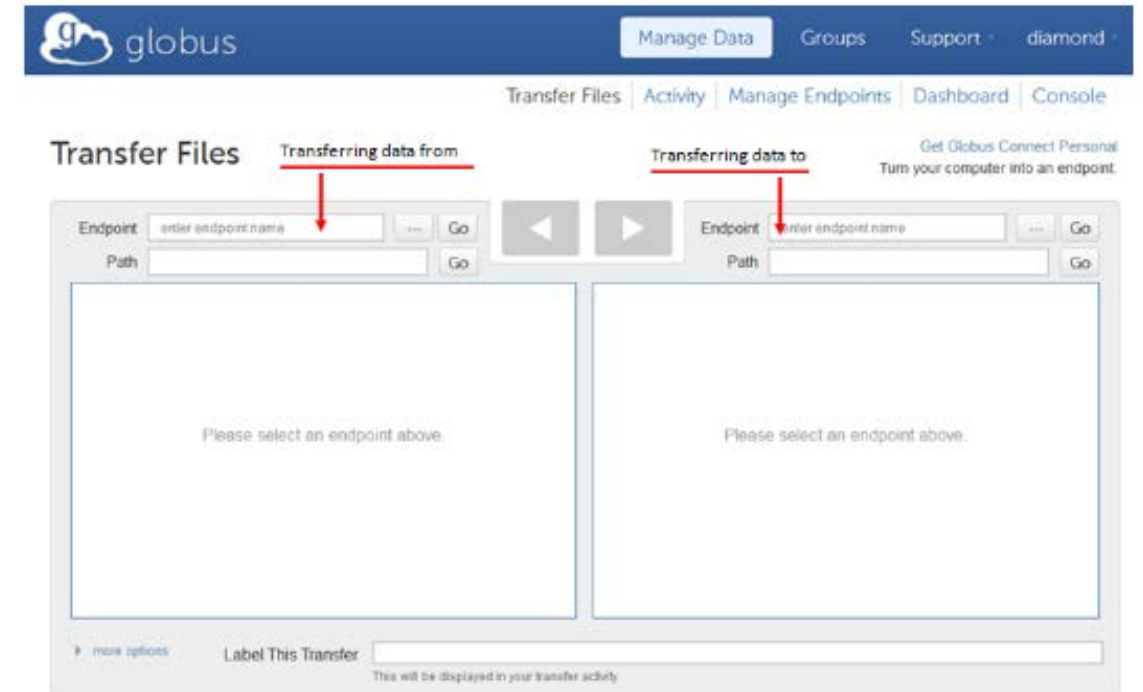 globus
Manage Data Groups Support diamond
Transfer Files Activity Manage Endpoints Dashboard Console
Transfer Files
Transferring data from
Transferring data to
Get Globus Connect Personal
Turn your computer into an endpoint.
Endpoint enter endpoint name ... Go
Path Go
Endpoint enter endpoint name ... Go
Path Go
Please select an endpoint above.
Please select an endpoint above.
more options
Label This Transfer
This will be displayed in your transfer activity.